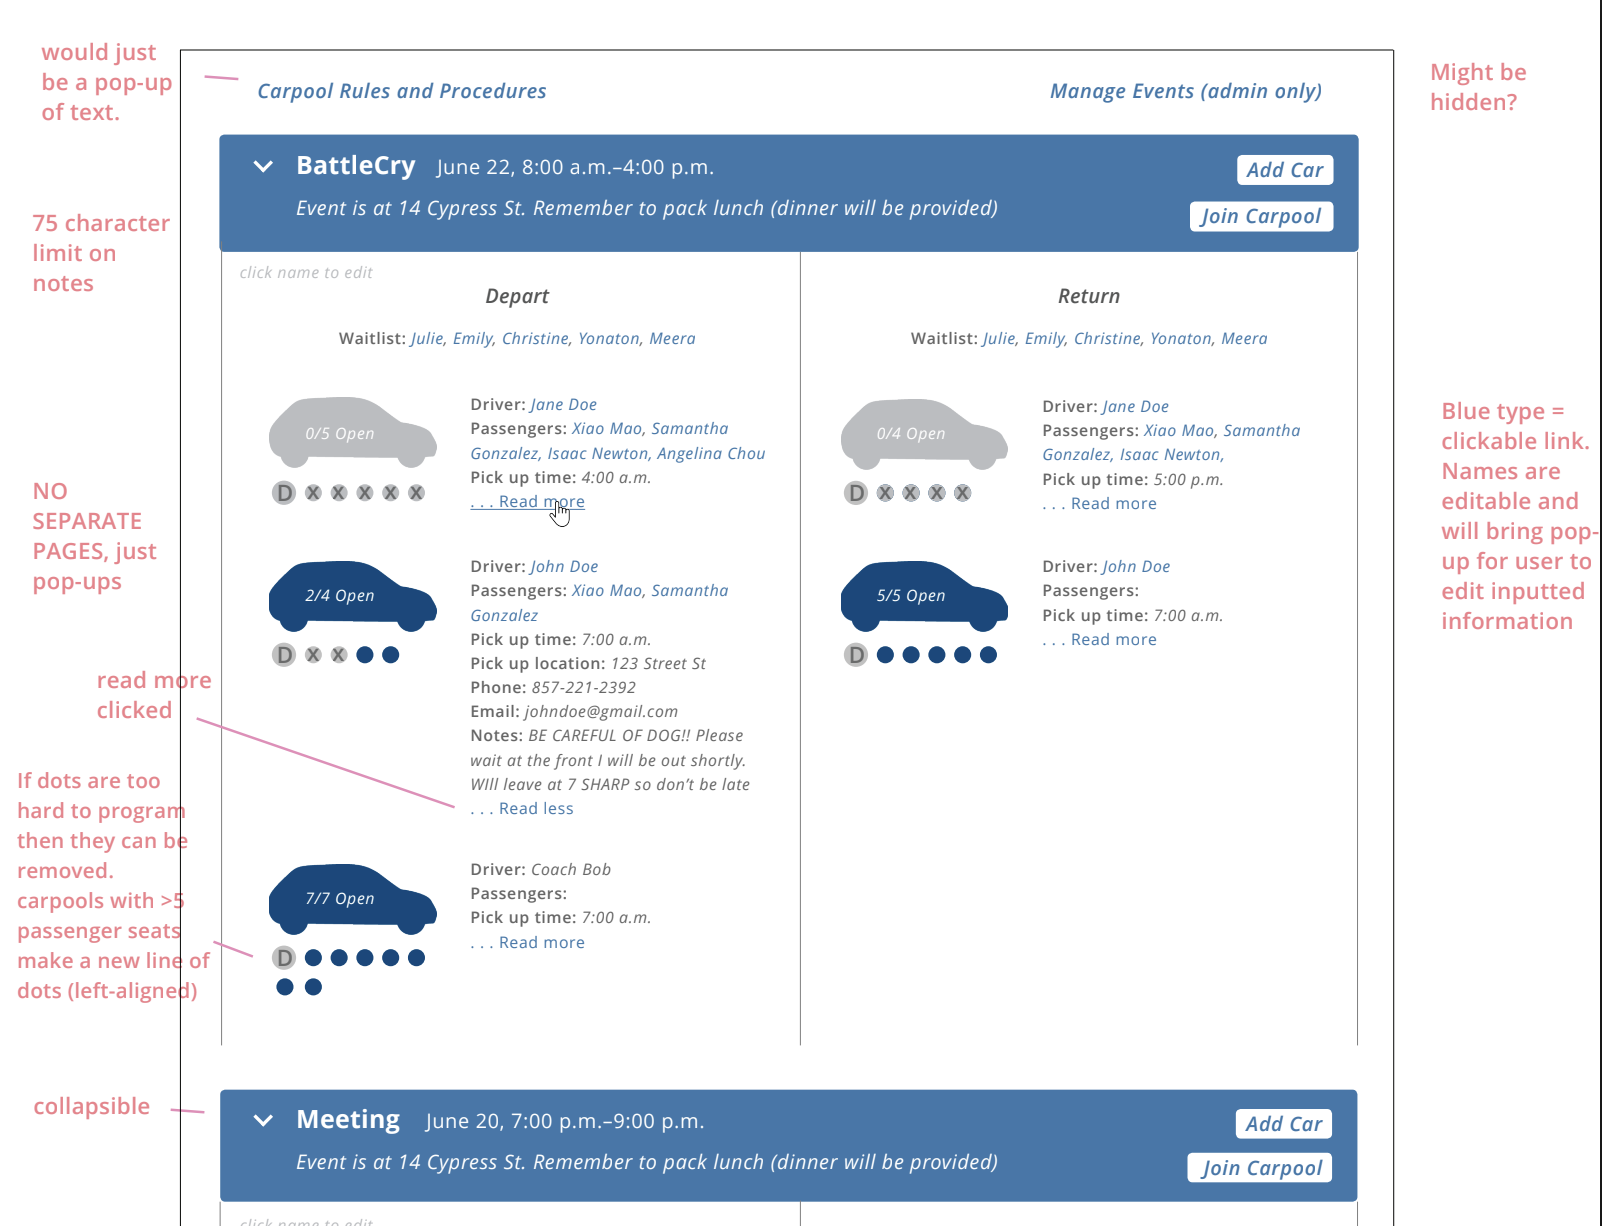 would just
be a pop-up
of text.
Carpool Rules and Procedures
Manage Events (admin only)
Might be
hidden?
BattleCry June 22, 8:00 a.m.–4:00 p.m.
Add Car
Event is at 14 Cypress St. Remember to pack lunch (dinner will be provided)
Join Carpool
75 character
limit on
notes
click name to edit
Depart
Waitlist: Julie, Emily, Christine, Yonaton, Meera
0/5 Open
D X X X X X
Driver: Jane Doe
Passengers: Xiao Mao, Samantha
Gonzalez, Isaac Newton, Angelina Chou
Pick up time: 4:00 a.m.
. . . Read more
2/4 Open
D X X
Driver: John Doe
Passengers: Xiao Mao, Samantha
Gonzalez
Pick up time: 7:00 a.m.
Pick up location: 123 Street St
Phone: 857-221-2392
Email: johndoe@gmail.com
Notes: BE CAREFUL OF DOG!! Please
wait at the front I will be out shortly.
WIll leave at 7 SHARP so don’t be late
. . . Read less
7/7 Open
D
Driver: Coach Bob
Passengers:
Pick up time: 7:00 a.m.
. . . Read more
Return
Waitlist: Julie, Emily, Christine, Yonaton, Meera
0/4 Open
D X X X X
Driver: Jane Doe
Passengers: Xiao Mao, Samantha
Gonzalez, Isaac Newton,
Pick up time: 5:00 p.m.
. . . Read more
5/5 Open
D
Driver: John Doe
Passengers:
Pick up time: 7:00 a.m.
. . . Read more
NO
SEPARATE
PAGES, just
pop-ups
read more
clicked
If dots are too
hard to program
then they can be
removed.
carpools with >5
passenger seats
make a new line of
dots (left-aligned)
Blue type =
clickable link.
Names are
editable and
will bring pop-
up for user to
edit inputted
information
collapsible
Meeting June 20, 7:00 p.m.–9:00 p.m.
Add Car
Event is at 14 Cypress St. Remember to pack lunch (dinner will be provided)
Join Carpool
click name to edit